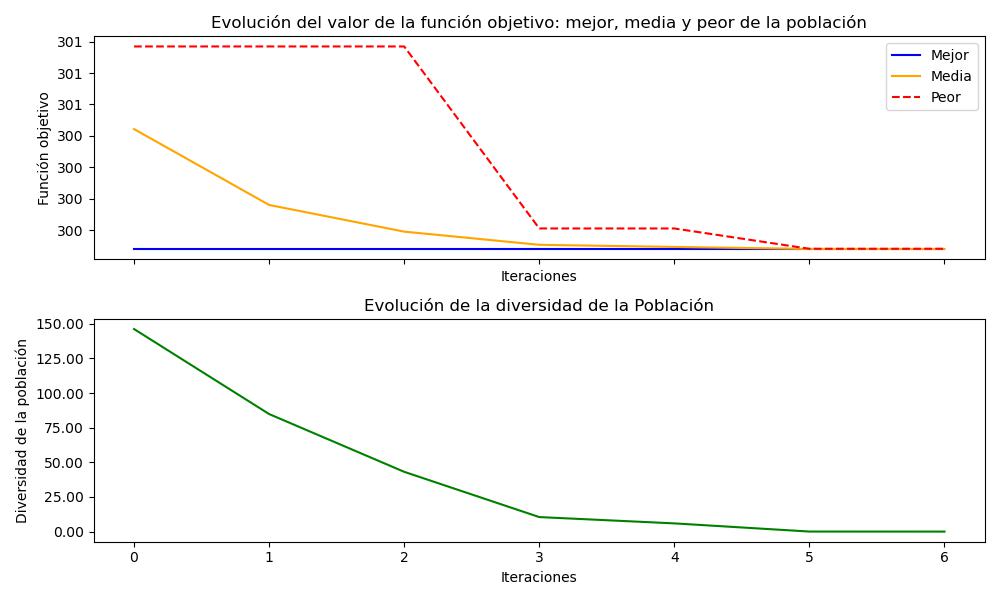 Evolución del valor de la función objetivo: mejor, media y peor de la población
Función objetivo
301
301
301
300
300
300
300
Mejor
Media
Peor
Iteraciones
Evolución de la diversidad de la Población
Diversidad de la población
150.00
125.00
100.00
75.00
50.00
25.00
0.00
0 1 2 3 4 5 6
Iteraciones